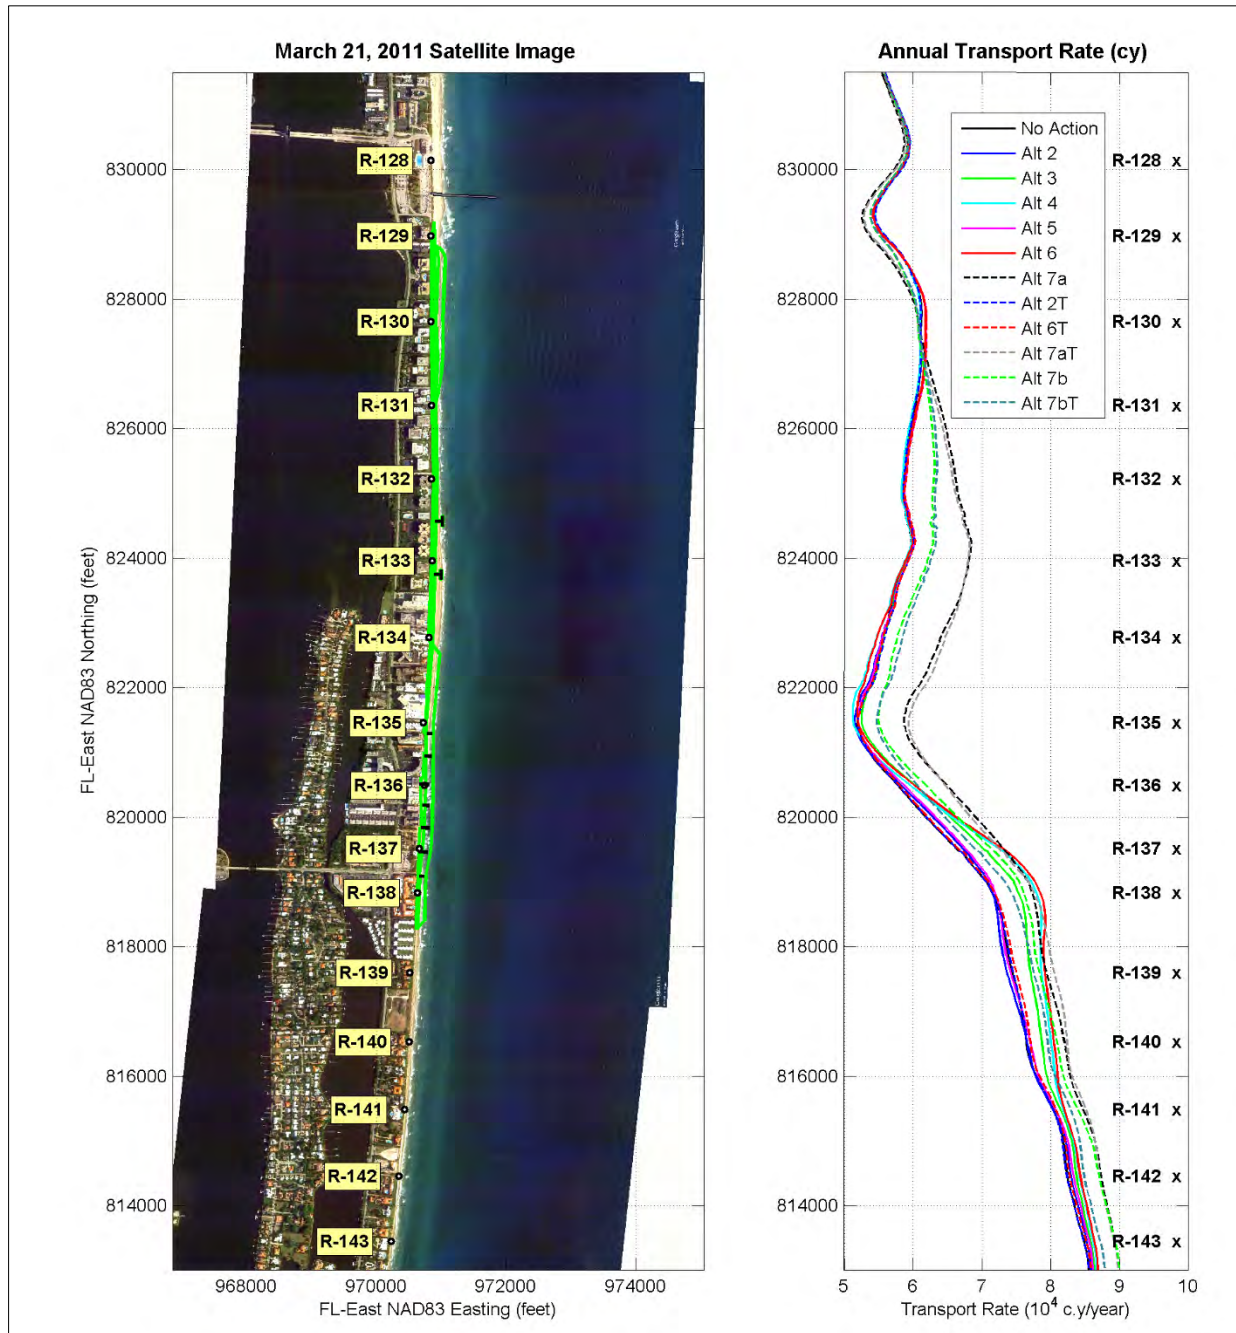 March 21, 2011 Satellite Image
FL-East NAD83 Northing (feet)
830000
828000
826000
824000
822000
820000
818000
816000
814000
R-128
R-129
R-130
R-131
R-132
R-133
R-134
R-135
R-136
R-137
R-138
R-139
R-140
R-141
R-142
R-143
968000 970000 972000 974000
FL-East NAD83 Easting (feet)
Annual Transport Rate (cy)
830000
828000
826000
824000
822000
820000
818000
816000
814000
No Action
Alt 2
Alt 3
Alt 4
Alt 5
Alt 6
Alt 7a
Alt 2T
Alt 6T
Alt 7aT
Alt 7b
Alt 7bT
R-128 x
R-129 x
R-130 x
R-131 x
R-132 x
R-133 x
R-134 x
R-135 x
R-136 x
R-137 x
R-138 x
R-139 x
R-140 x
R-141 x
R-142 x
R-143 x
5 6 7 8 9 10
Transport Rate (10⁴ c.y/year)